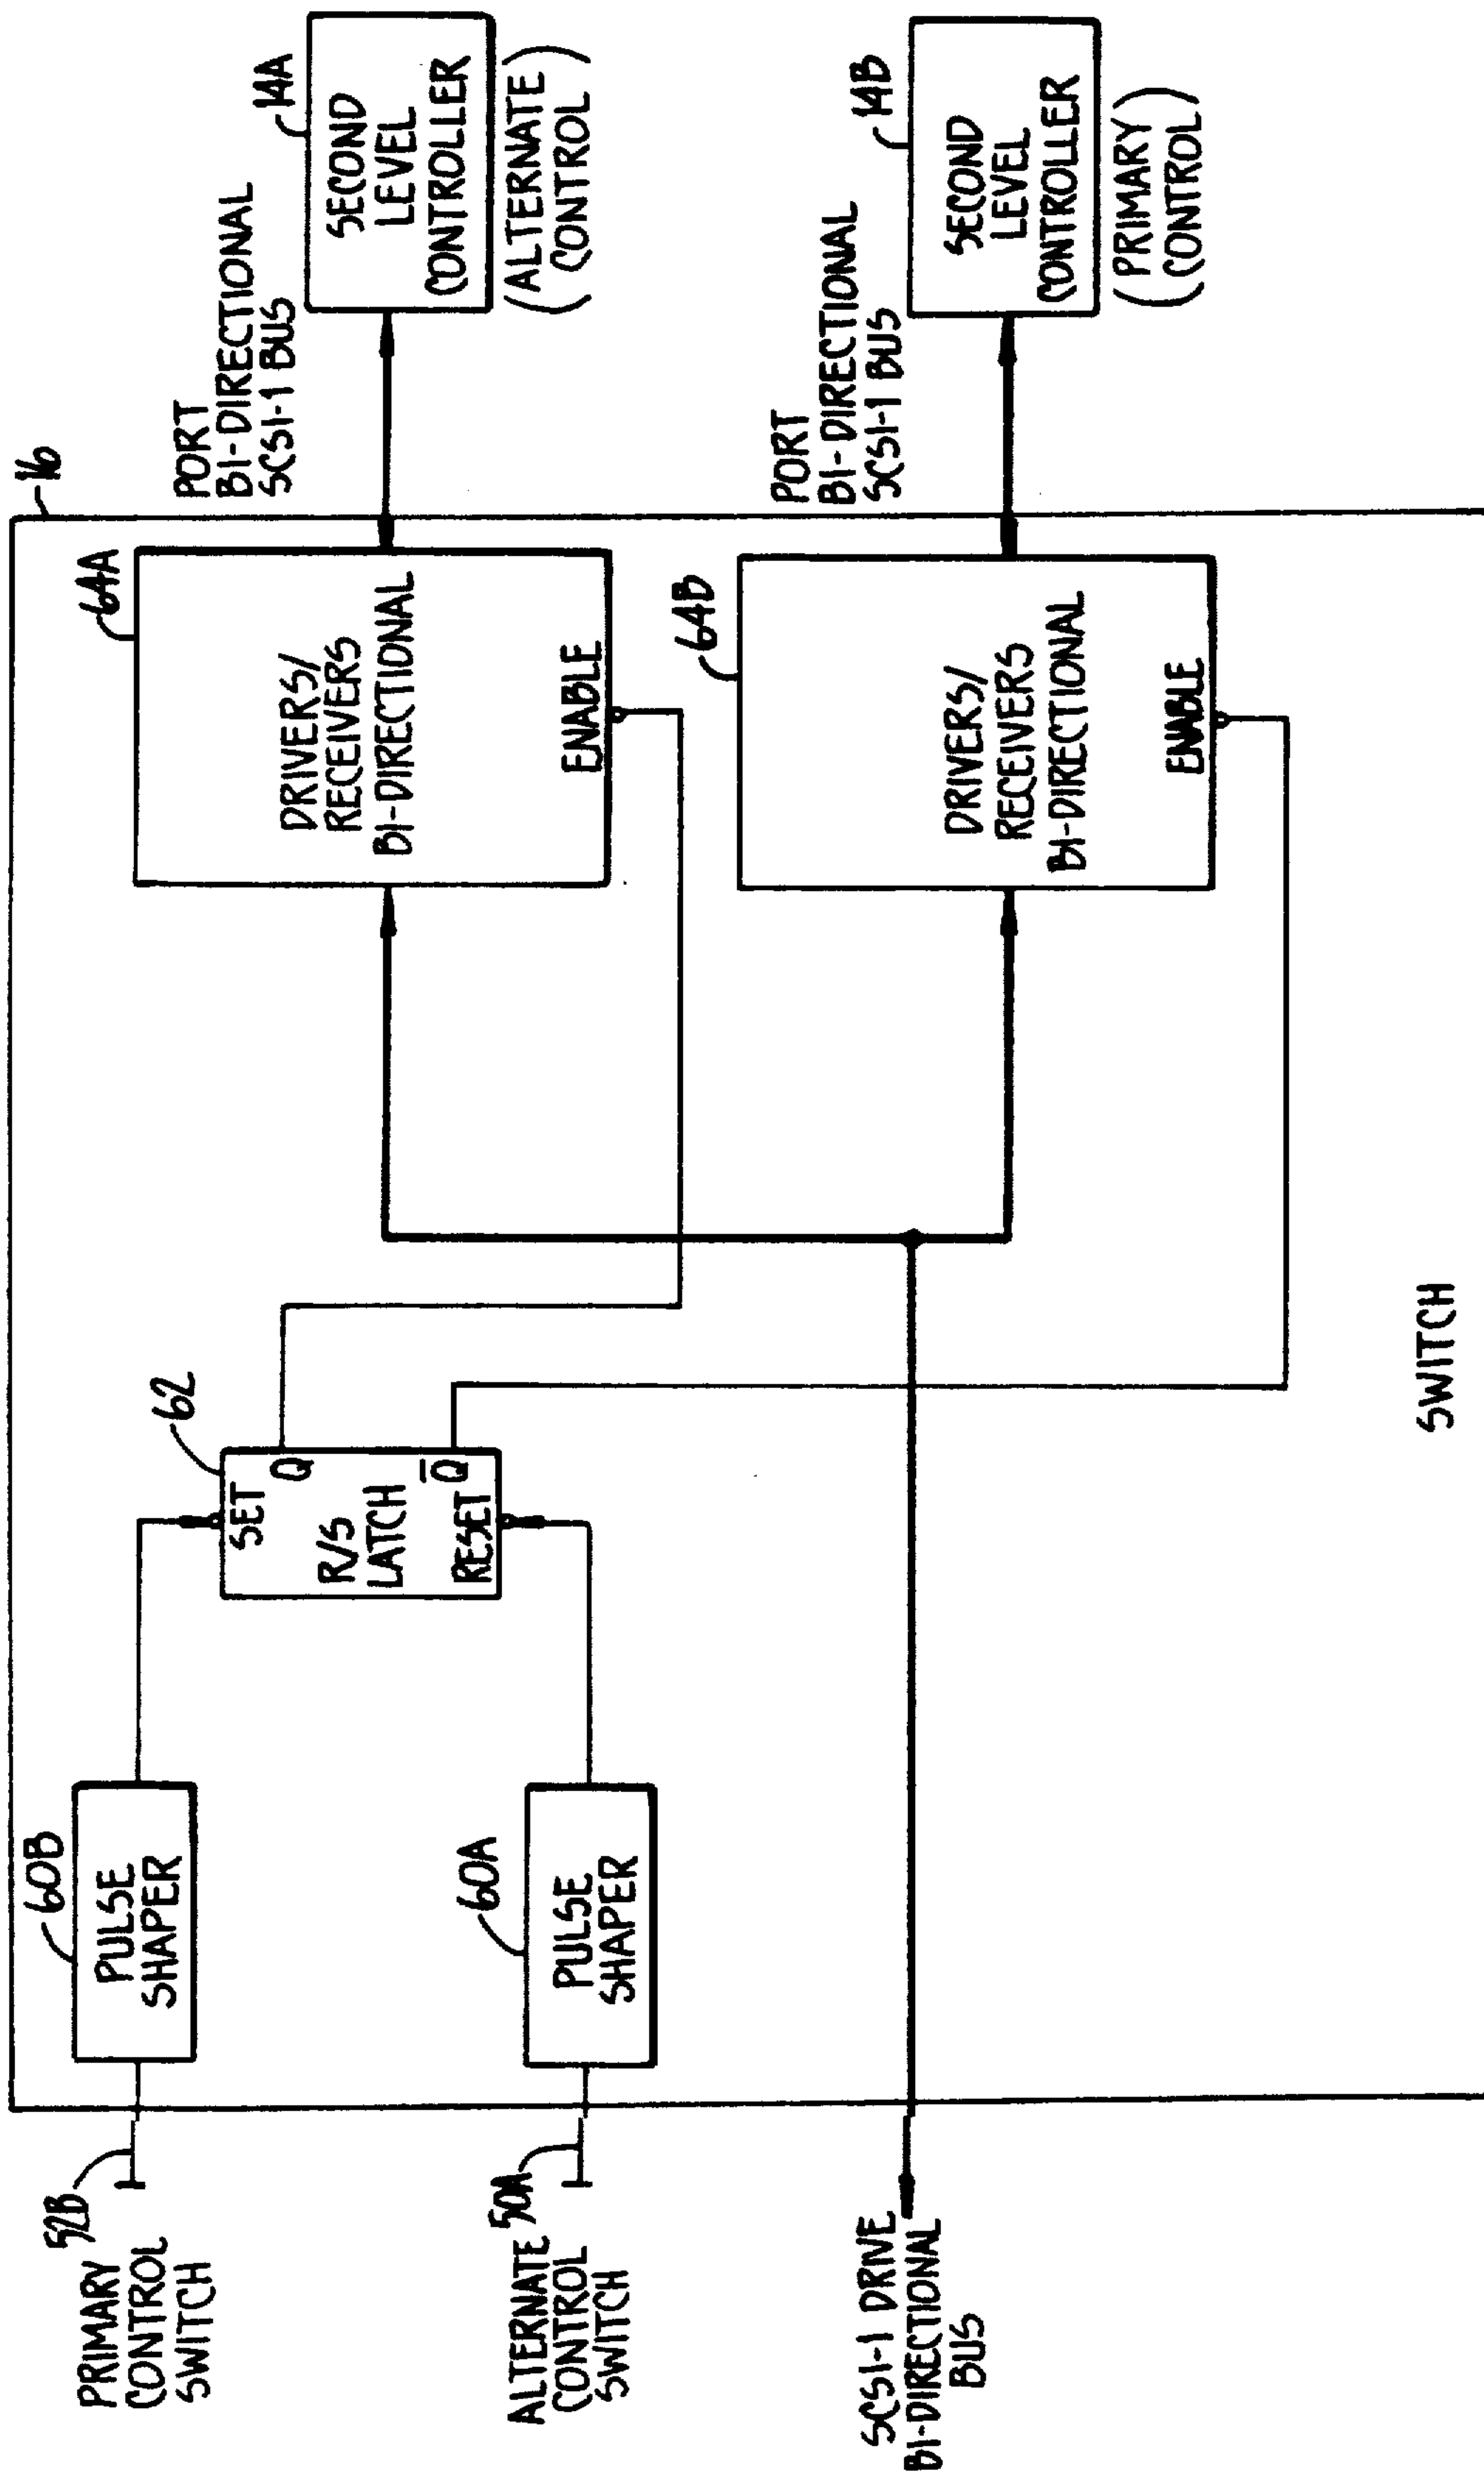 PRIMARY
CONTROL
SWITCH
52B
60B
PULSE
SHAPER
ALTERNATE
CONTROL
SWITCH
50A
60A
PULSE
SHAPER
SCSI-1 DRIVE
BI-DIRECTIONAL
BUS
62
SET
Q
R/S
LATCH
Q̅
RESET
16
64A
DRIVERS/
RECEIVERS
BI-DIRECTIONAL
ENABLE
64B
DRIVERS/
RECEIVERS
BI-DIRECTIONAL
ENABLE
PORT
BI-DIRECTIONAL
SCSI-1 BUS
14A
SECOND
LEVEL
CONTROLLER
(ALTERNATE)
(CONTROL)
PORT
BI-DIRECTIONAL
SCSI-1 BUS
14B
SECOND
LEVEL
CONTROLLER
(PRIMARY)
(CONTROL)
SWITCH